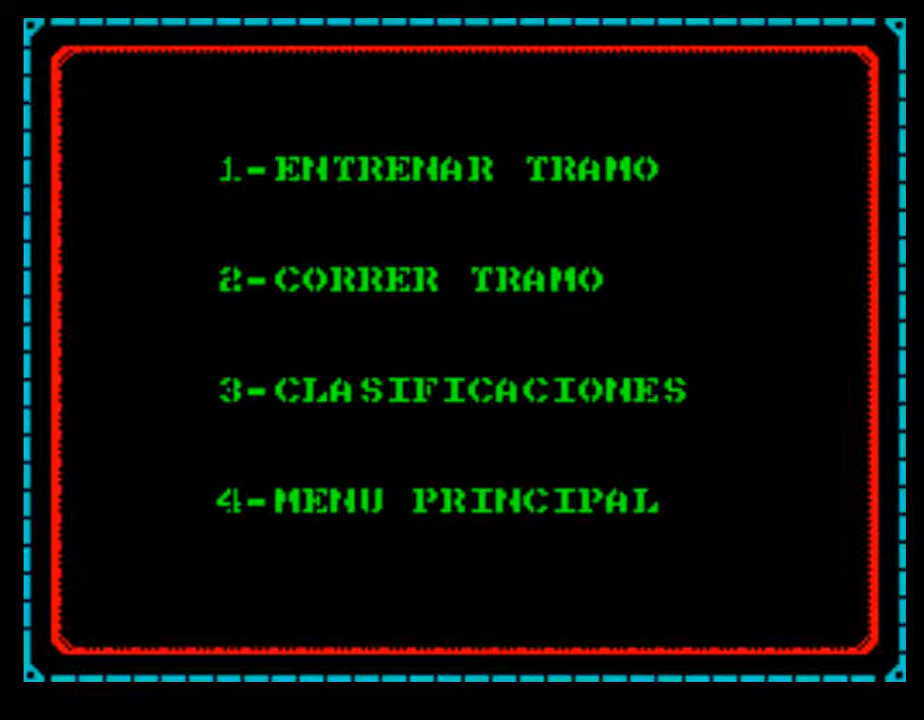 1-ENTRENAR TRAMO
2-CORRER TRAMO
3-CLASIFICACIONES
4-MENU PRINCIPAL